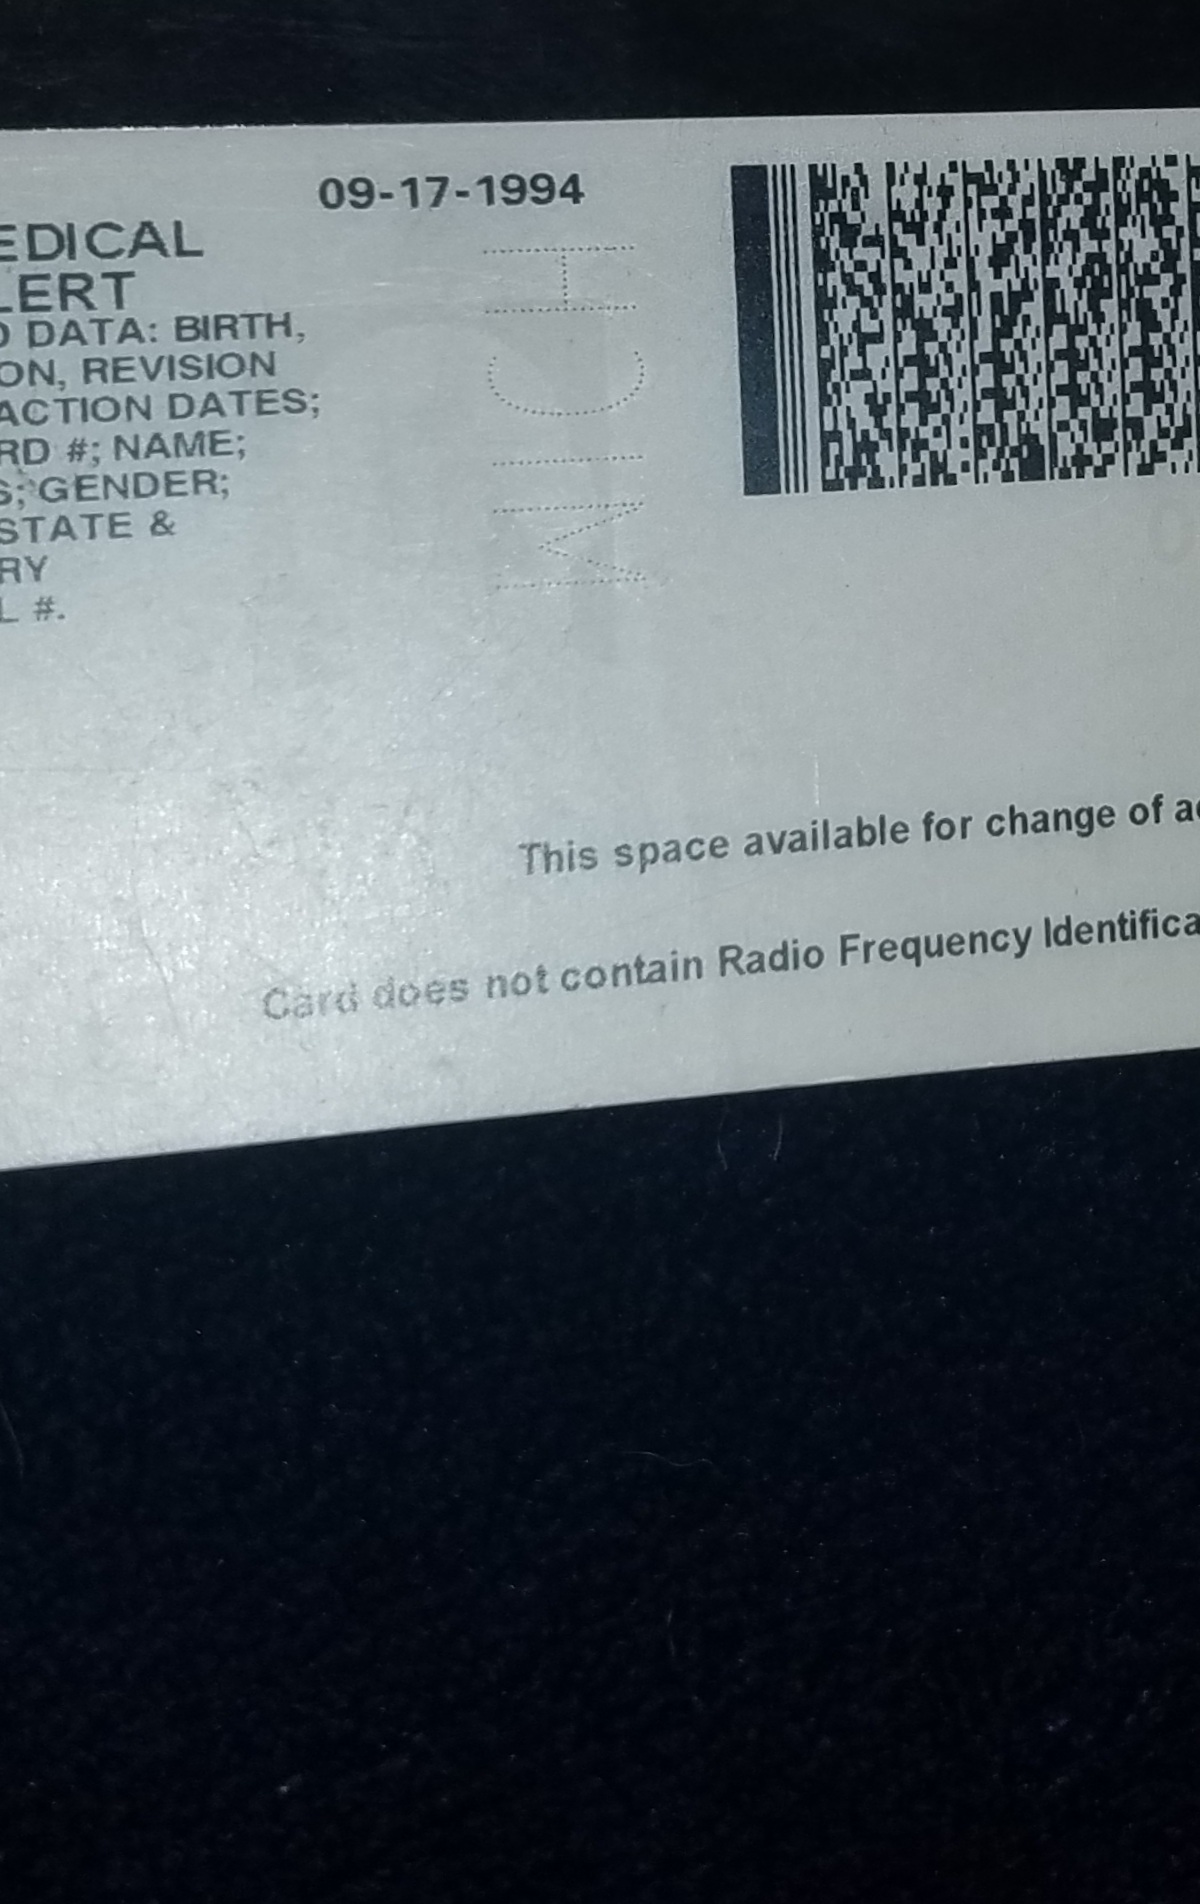 09-17-1994
EDICAL
LERT
D DATA: BIRTH,
ON, REVISION
ACTION DATES;
RD #; NAME;
S; GENDER;
STATE &
RY
L #.
This space available for change of ad
Card does not contain Radio Frequency Identifica